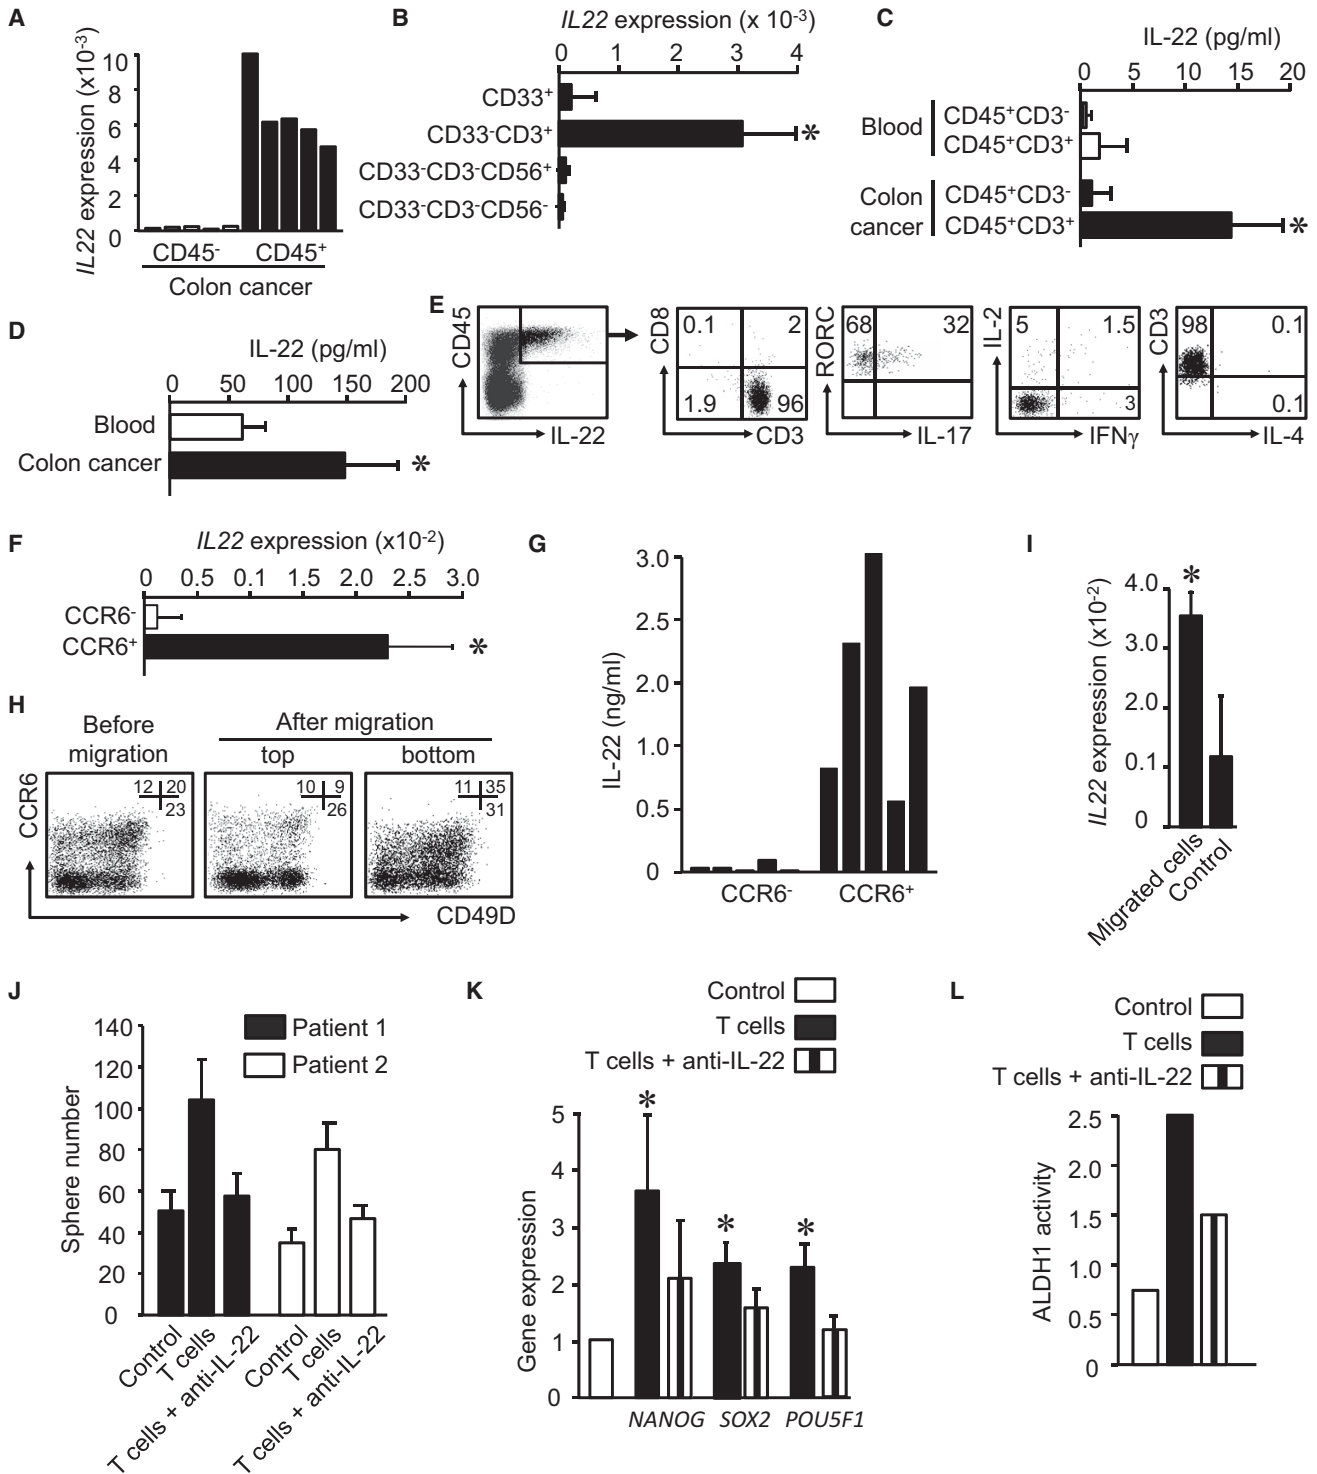 A
IL22 expression (x10-3)
10
8
6
4
2
0
CD45-
CD45+
Colon cancer
B
IL22 expression (x 10-3)
0 1 2 3 4
CD33+
CD33-CD3+
*
CD33-CD3-CD56+
CD33-CD3-CD56-
C
IL-22 (pg/ml)
0 5 10 15 20
Blood
CD45+CD3-
CD45+CD3+
Colon
cancer
CD45+CD3-
CD45+CD3+
*
D
IL-22 (pg/ml)
0 50 100 150 200
Blood
Colon cancer
*
E
CD45
IL-22
CD8
0.1 2
1.9 96
CD3
RORC
68 32
IL-17
IL-2
5 1.5
3
IFNγ
CD3
98 0.1
0.1
IL-4
F
IL22 expression (x10-2)
0 0.5 0.1 1.5 2.0 2.5 3.0
CCR6-
CCR6+
*
G
IL-22 (ng/ml)
3.0
2.5
2.0
1.0
0.5
0
CCR6-
CCR6+
H
Before
migration
After migration
top
bottom
CCR6
12 20
23
10 9
26
11 35
31
CD49D
I
IL22 expression (x10-2)
4.0
3.0
2.0
0.1
0
*
Migrated cells
Control
J
Sphere number
140
120
100
80
60
40
20
0
Patient 1
Patient 2
Control
T cells
T cells + anti-IL-22
Control
T cells
T cells + anti-IL-22
K
Control
T cells
T cells + anti-IL-22
Gene expression
5
4
3
2
1
0
*
*
*
NANOG
SOX2
POU5F1
L
Control
T cells
T cells + anti-IL-22
ALDH1 activity
2.5
2.0
1.5
1.0
0.5
0